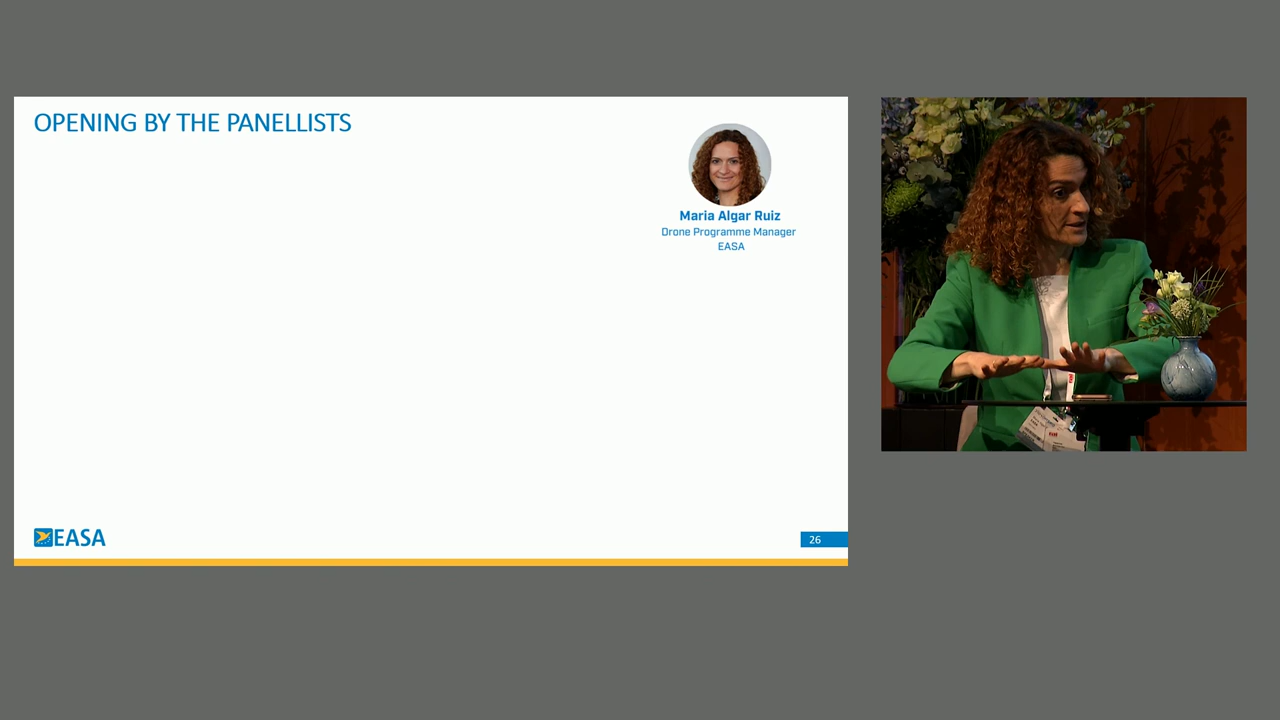 OPENING BY THE PANELLISTS
Maria Algar Ruiz
Drone Programme Manager
EASA
EASA
26